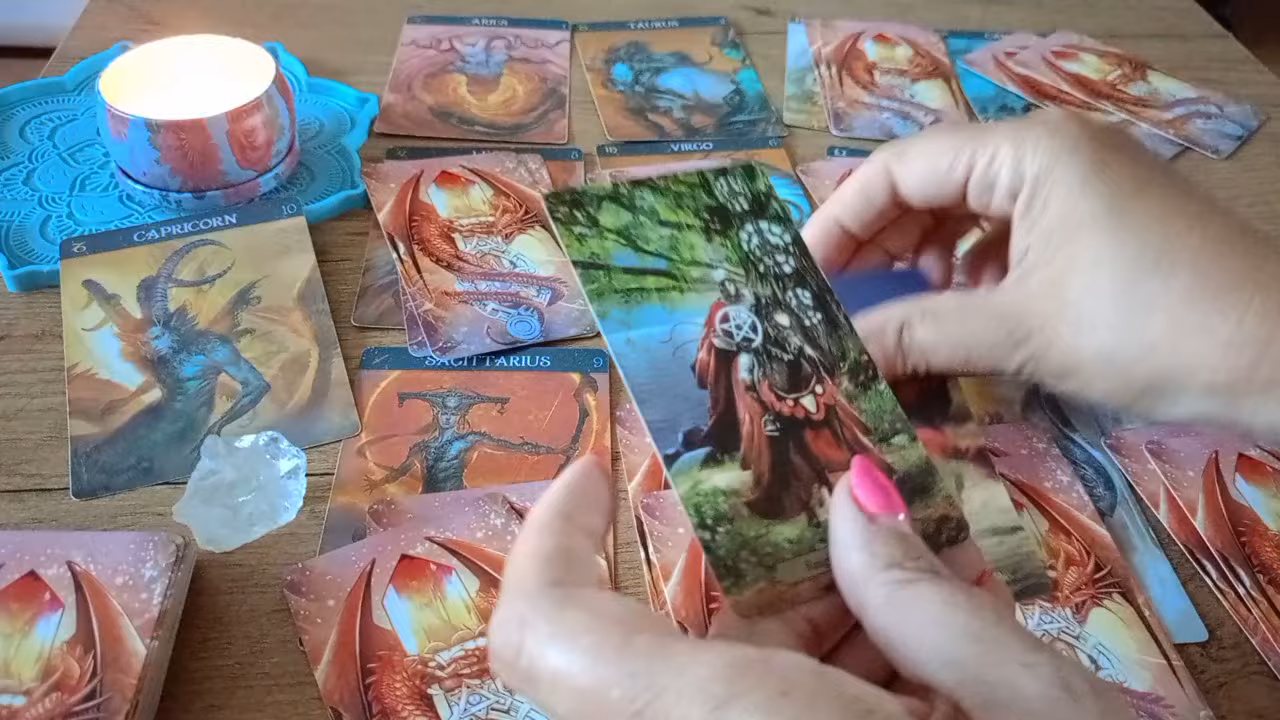 ARIES
TAURUS
VIRGO
CAPRICORN 10
SAGITTARIUS 9